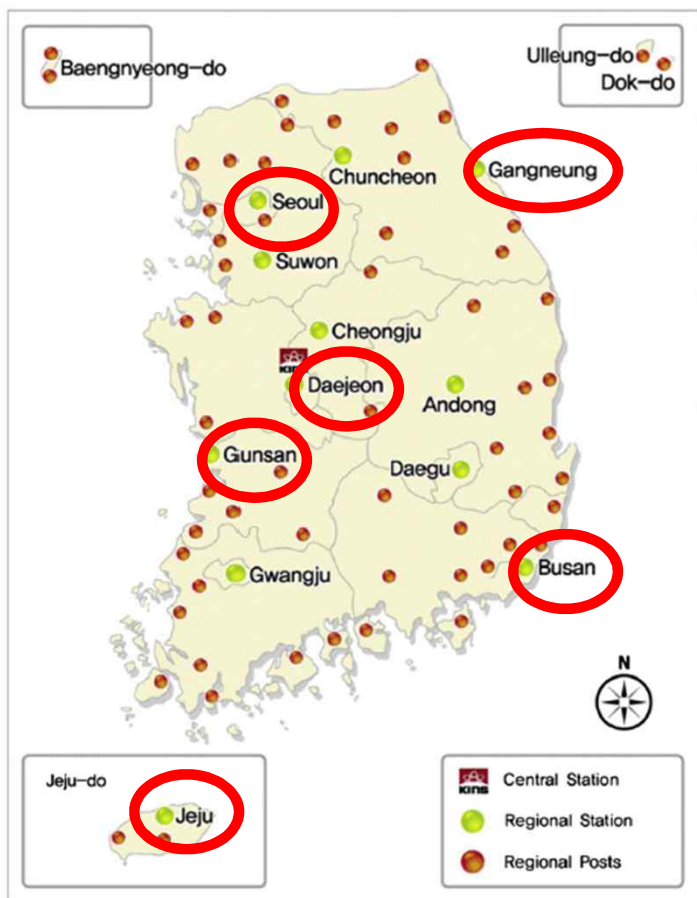 Baengnyeong-do
Ulleung-do
Dok-do
Chuncheon
Gangneung
Seoul
Suwon
Cheongju
KINS
Daejeon
Andong
Gunsan
Daegu
Gwangju
Busan
N
Jeju-do
Jeju
KINS Central Station
Regional Station
Regional Posts